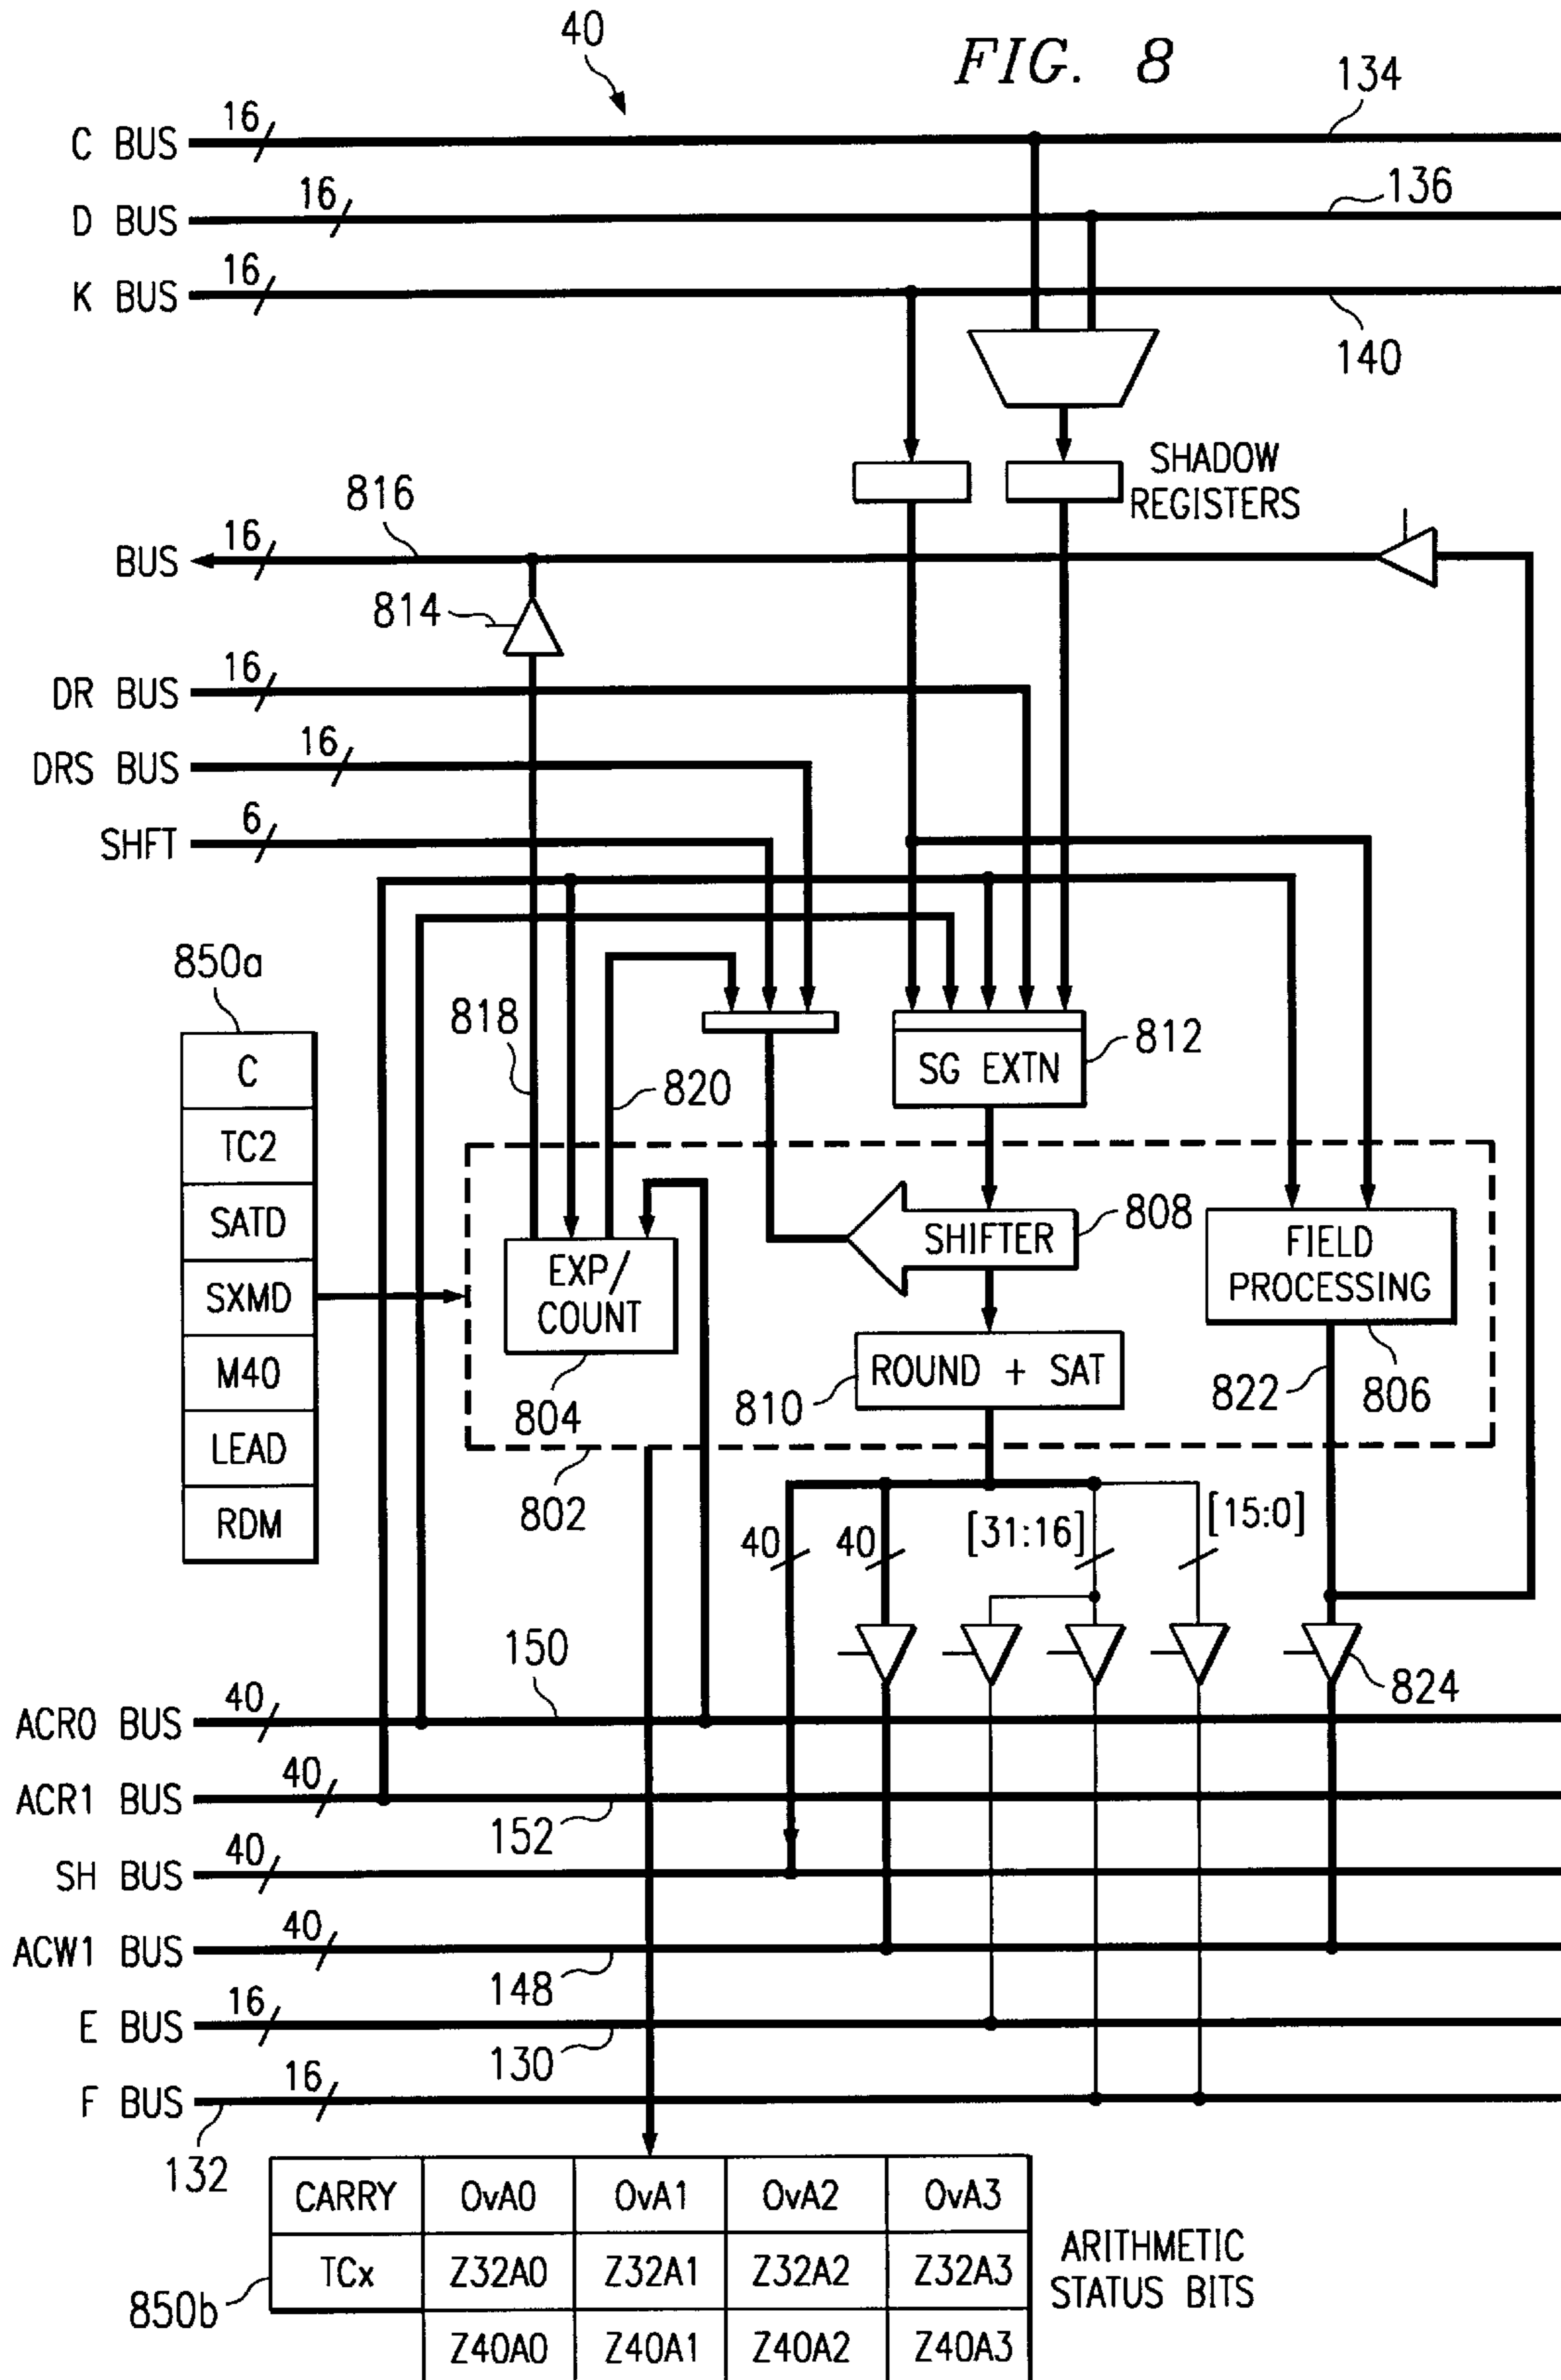 40
FIG. 8
134
C BUS 16
136
D BUS 16
K BUS 16
140
SHADOW
REGISTERS
816
BUS 16
814
DR BUS 16
DRS BUS 16
SHFT 6
850a
818
820
812
C
TC2
SATD
SXMD
M40
LEAD
RDM
SG EXTN
SHIFTER
808
EXP/
COUNT
804
FIELD
PROCESSING
806
822
ROUND + SAT
810
802
40
40
[31:16]
[15:0]
824
150
ACR0 BUS 40
ACR1 BUS 40
152
SH BUS 40
ACW1 BUS 40
148
E BUS 16
130
F BUS 16
132
CARRY OvA0 OvA1 OvA2 OvA3
TCx Z32A0 Z32A1 Z32A2 Z32A3
Z40A0 Z40A1 Z40A2 Z40A3
850b
ARITHMETIC
STATUS BITS